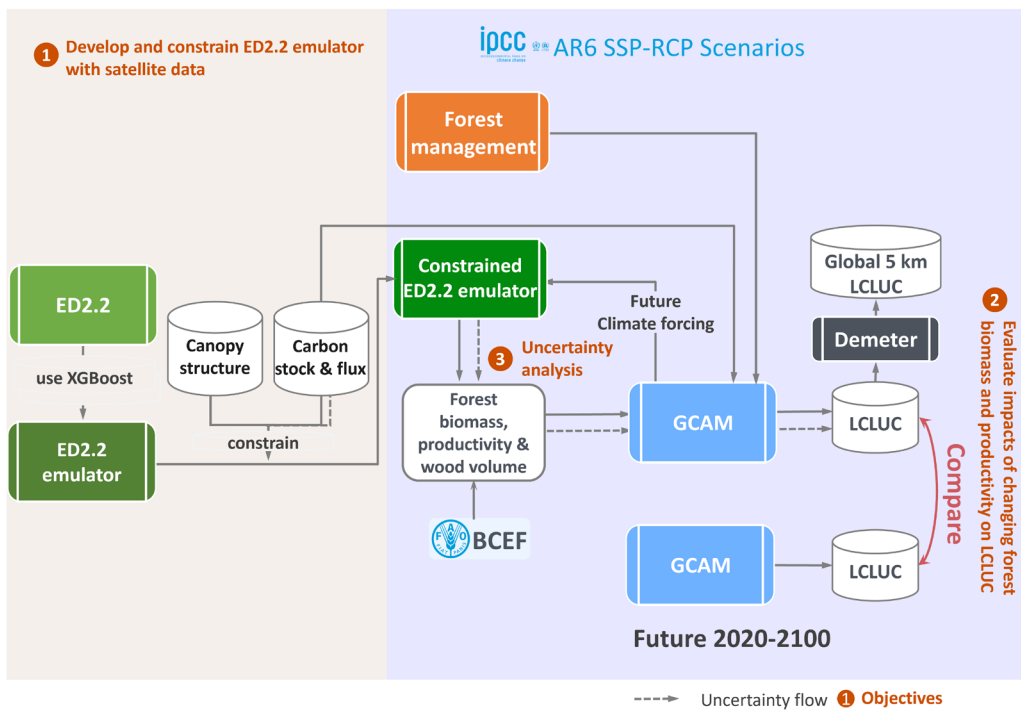 1 Develop and constrain ED2.2 emulator
with satellite data
ipcc
AR6 SSP-RCP Scenarios
Forest
management
Constrained
ED2.2 emulator
ED2.2
use XGBoost
ED2.2
emulator
Canopy
structure
Carbon
stock & flux
constrain
3 Uncertainty
analysis
Future
Climate forcing
Forest
biomass,
productivity &
wood volume
FAO
FIAT PANIS
BCEF
GCAM
LCLUC
Global 5 km
LCLUC
Demeter
GCAM
LCLUC
Compare
2 Evaluate impacts of changing forest
biomass and productivity on LCLUC
Future 2020-2100
Uncertainty flow
1 Objectives